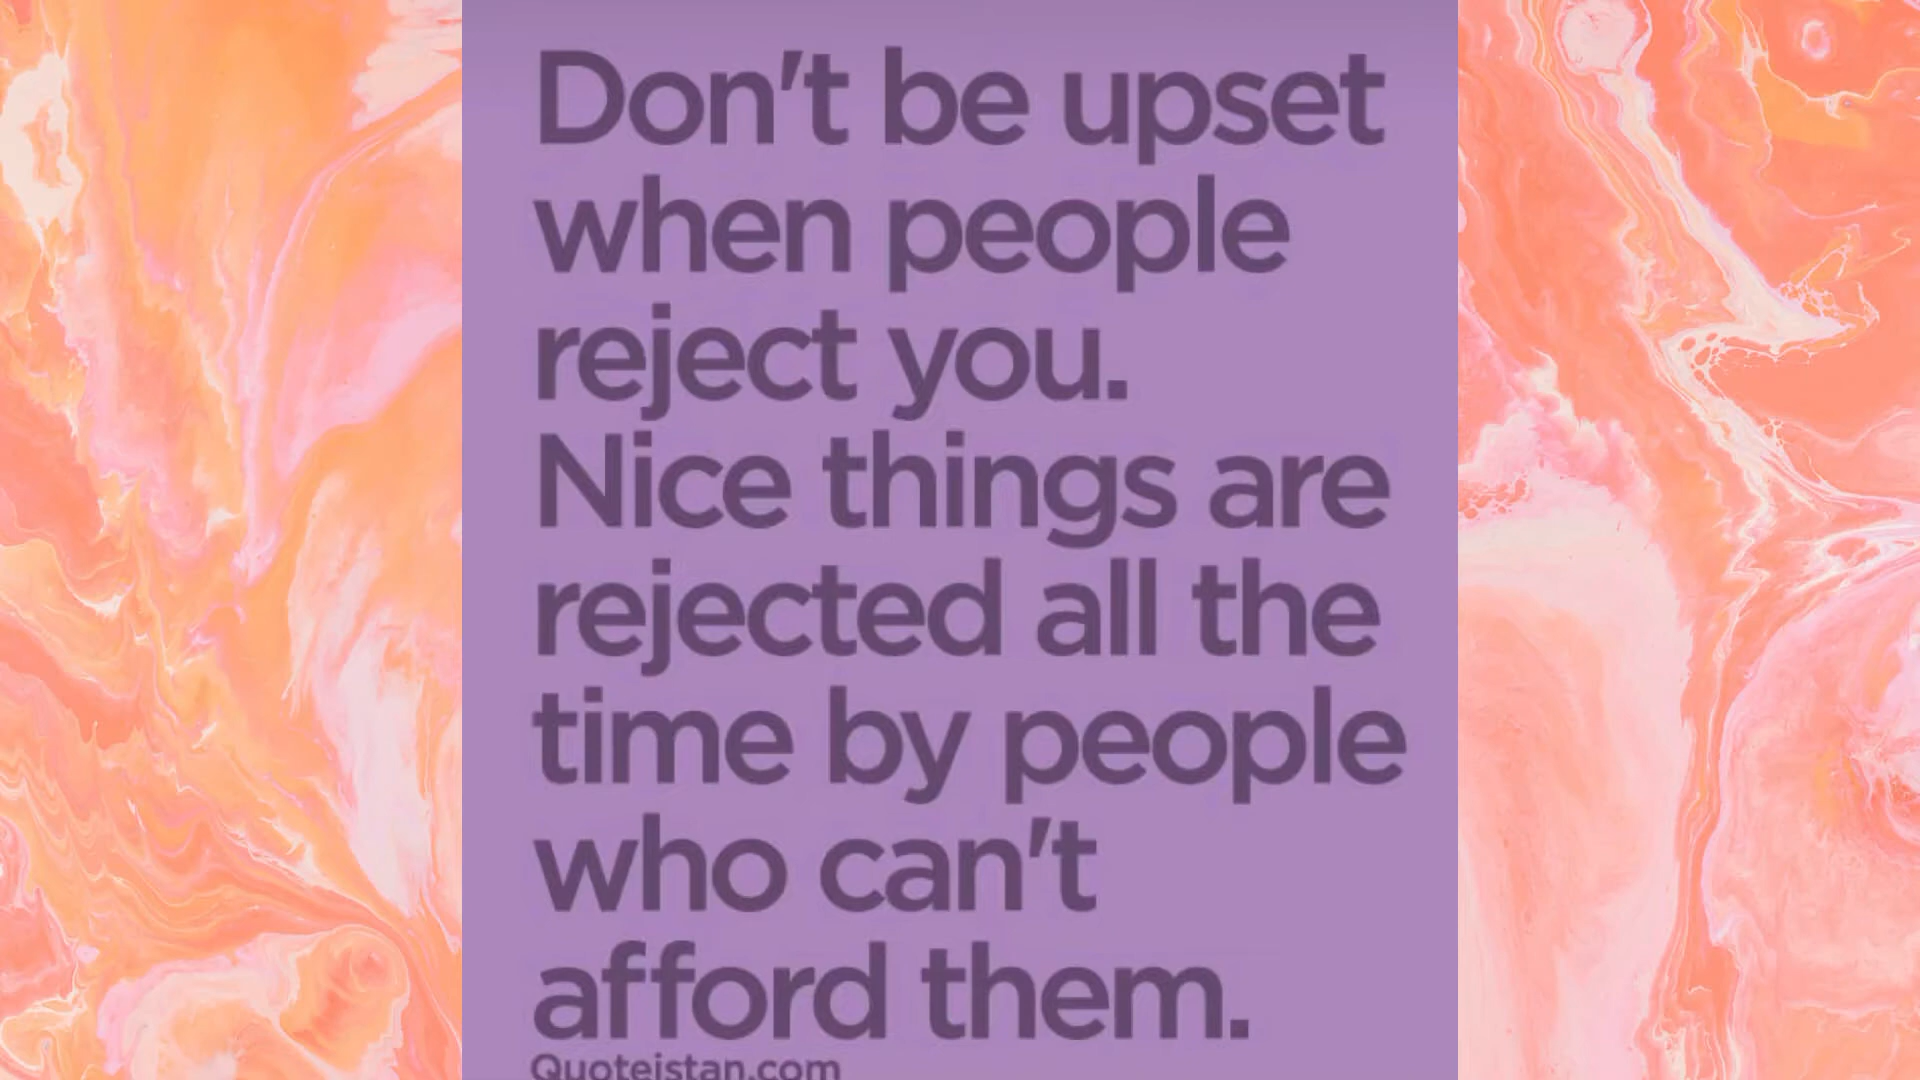 Don't be upset
when people
reject you.
Nice things are
rejected all the
time by people
who can't
afford them.
Quoteistan.com